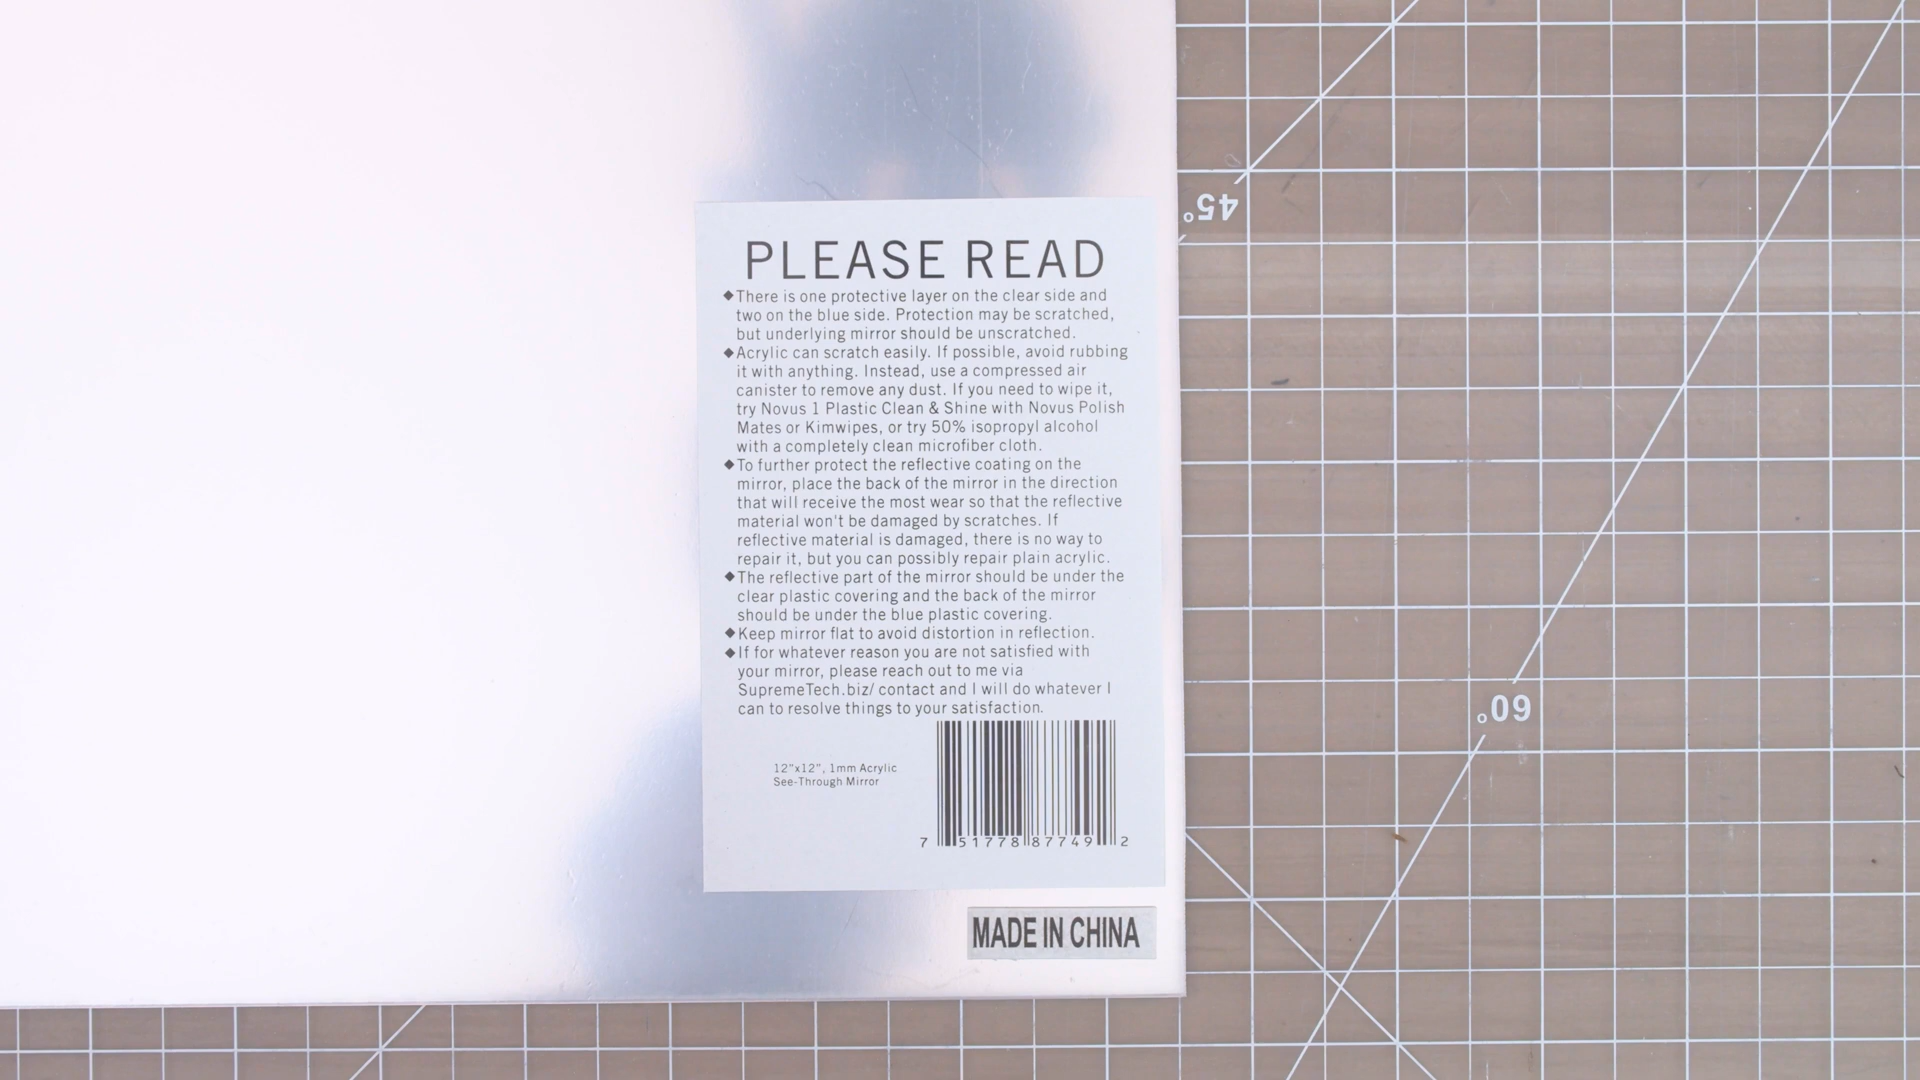 PLEASE READ
◆There is one protective layer on the clear side and
two on the blue side. Protection may be scratched,
but underlying mirror should be unscratched.
◆Acrylic can scratch easily. If possible, avoid rubbing
it with anything. Instead, use a compressed air
canister to remove any dust. If you need to wipe it,
try Novus 1 Plastic Clean & Shine with Novus Polish
Mates or Kimwipes, or try 50% isopropyl alcohol
with a completely clean microfiber cloth.
◆To further protect the reflective coating on the
mirror, place the back of the mirror in the direction
that will receive the most wear so that the reflective
material won't be damaged by scratches. If
reflective material is damaged, there is no way to
repair it, but you can possibly repair plain acrylic.
◆The reflective part of the mirror should be under the
clear plastic covering and the back of the mirror
should be under the blue plastic covering.
◆Keep mirror flat to avoid distortion in reflection.
◆If for whatever reason you are not satisfied with
your mirror, please reach out to me via
SupremeTech.biz/ contact and I will do whatever I
can to resolve things to your satisfaction.
12"x12", 1mm Acrylic
See-Through Mirror
7 51778 87749 2
MADE IN CHINA
45°
60°